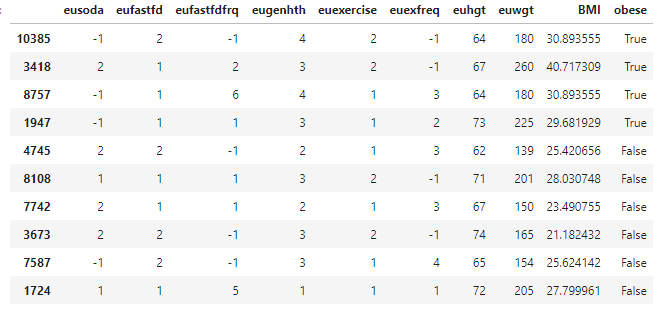 eusoda eufastfd eufastfdfrq eugenhth euexercise euexfreq euhgt euwgt BMI obese
10385 -1 2 -1 4 2 -1 64 180 30.893555 True
3418 2 1 2 3 2 -1 67 260 40.717309 True
8757 -1 1 6 4 1 3 64 180 30.893555 True
1947 -1 1 1 3 1 2 73 225 29.681929 True
4745 2 2 -1 2 1 3 62 139 25.420656 False
8108 1 1 1 3 2 -1 71 201 28.030748 False
7742 2 1 1 2 1 3 67 150 23.490755 False
3673 2 2 -1 3 2 -1 74 165 21.182432 False
7587 -1 2 -1 3 1 4 65 154 25.624142 False
1724 1 1 5 1 1 1 72 205 27.799961 False